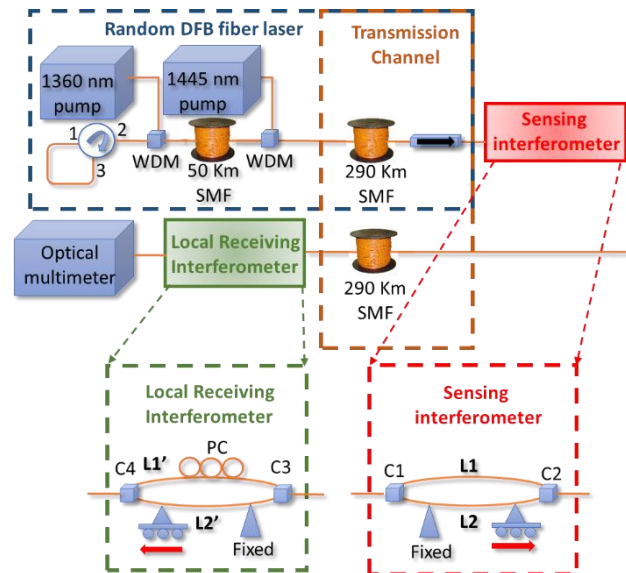 Random DFB fiber laser
Transmission
Channel
1360 nm
pump
1445 nm
pump
Sensing
interferometer
1
2
3
WDM
50 Km
SMF
WDM
290 Km
SMF
Optical
multimeter
Local Receiving
Interferometer
290 Km
SMF
Local Receiving
Interferometer
PC
C4
L1'
C3
L2'
Fixed
Sensing
interferometer
C1
L1
C2
L2
Fixed